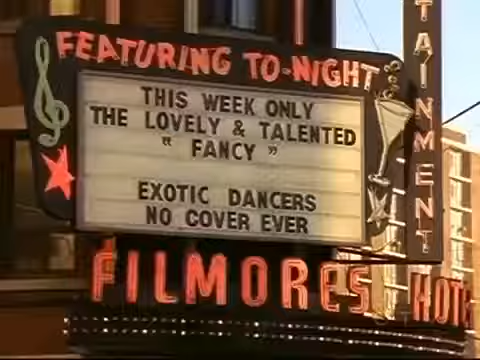 FEATURING TO-NIGHT
THIS WEEK ONLY
THE LOVELY & TALENTED
" FANCY "
EXOTIC DANCERS
NO COVER EVER
FILMORES HOT
TAINMENT